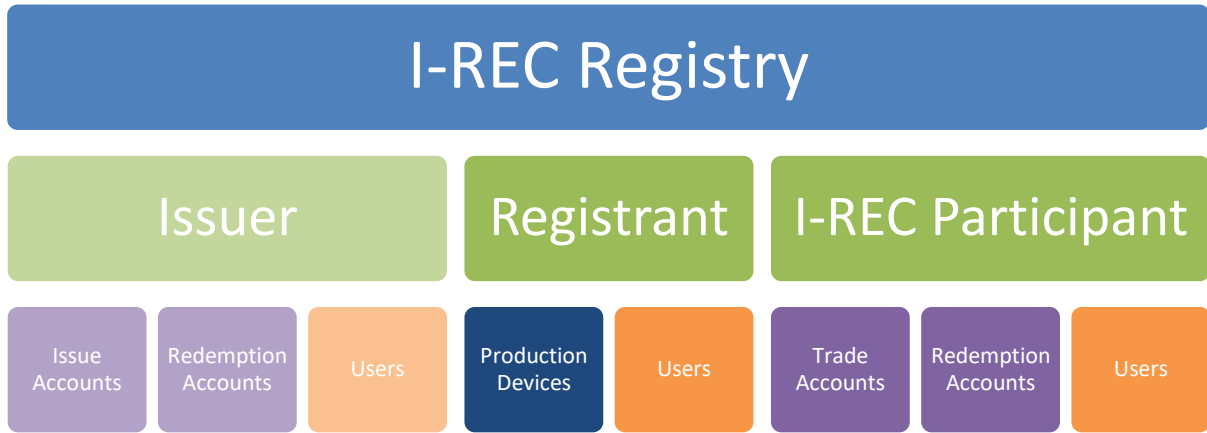 I-REC Registry
Issuer
Registrant
I-REC Participant
Issue
Accounts
Redemption
Accounts
Users
Production
Devices
Users
Trade
Accounts
Redemption
Accounts
Users